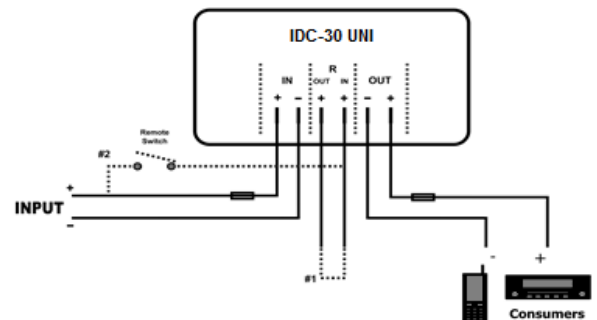 IDC-30 UNI
R
IN OUT IN OUT
+ - + + - +
Remote
Switch
#2
+
INPUT
-
#1
- +
Consumers